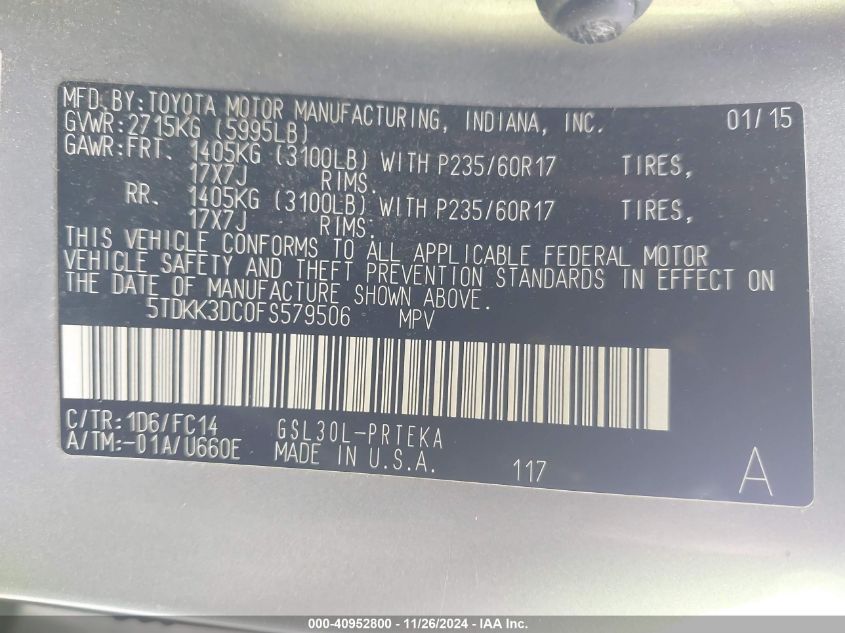 MFD.BY:TOYOTA MOTOR MANUFACTURING, INDIANA, INC. 01/15
GVWR:2715KG (5995LB)
GAWR:FRT. 1405KG (3100LB) WITH P235/60R17 TIRES,
17X7J RIMS.
RR. 1405KG (3100LB) WITH P235/60R17 TIRES,
17X7J RIMS.
THIS VEHICLE CONFORMS TO ALL APPLICABLE FEDERAL MOTOR
VEHICLE SAFETY AND THEFT PREVENTION STANDARDS IN EFFECT ON
THE DATE OF MANUFACTURE SHOWN ABOVE.
5TDKK3DC0FS579506 MPV
C/TR:1D6/FC14 GSL30L-PRTEKA
A/TM:-01A/U660E MADE IN U.S.A. 117 A
000-40952800 - 11/26/2024 - IAA Inc.